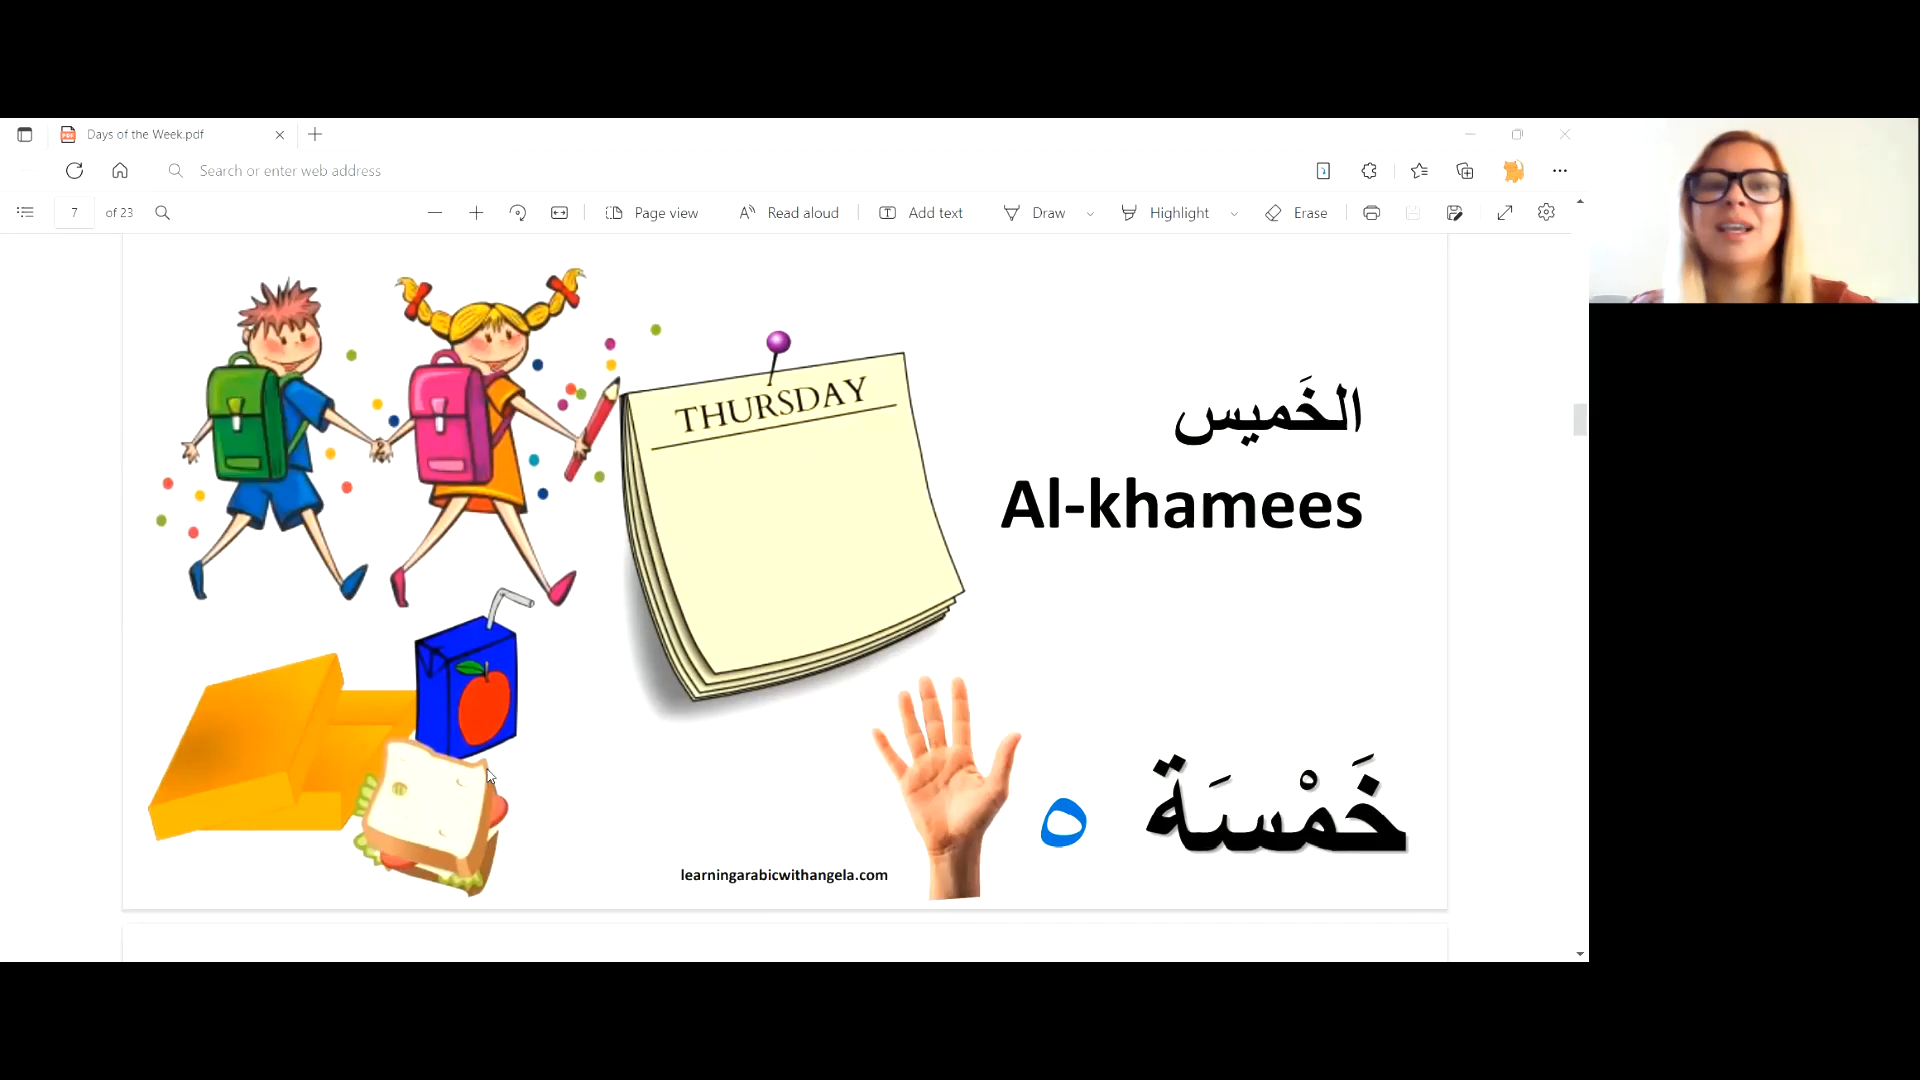 Days of the Week.pdf
Search or enter web address
7 of 23
Page view
Read aloud
Add text
Draw
Highlight
Erase
THURSDAY
الخَميس
Al-khamees
٥ خَمْسَة
learningarabicwithangela.com